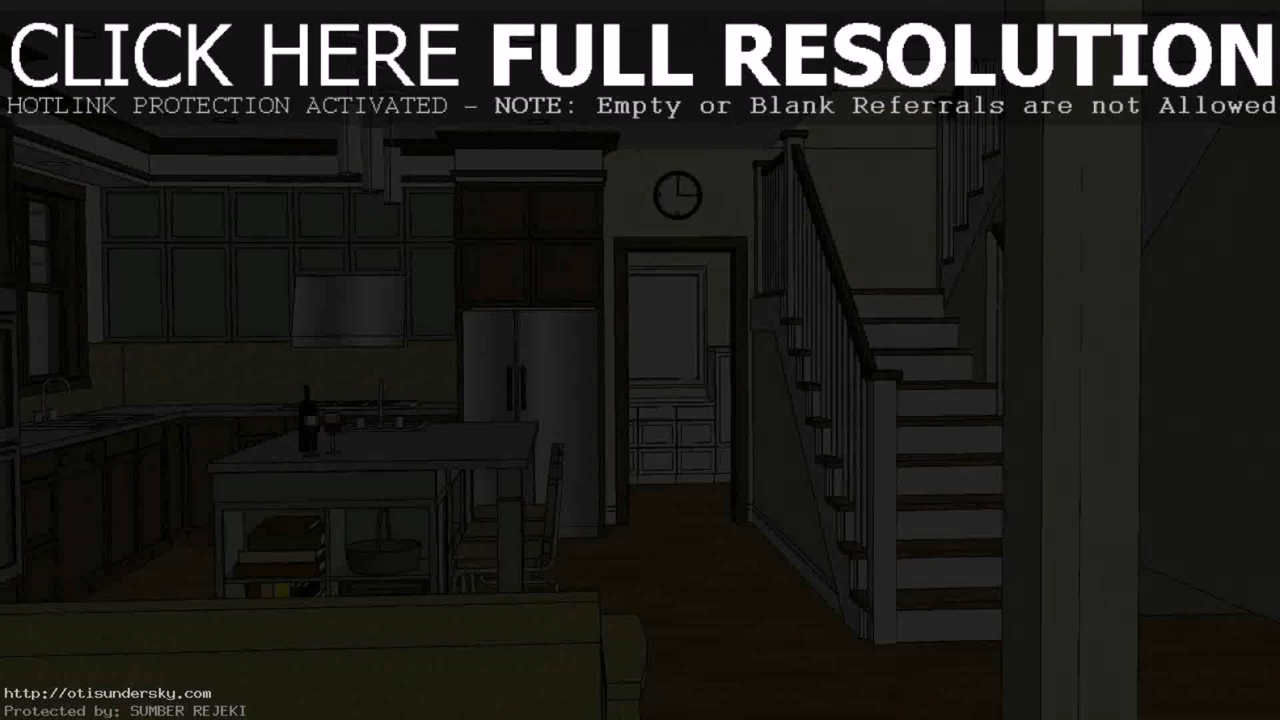 CLICK HERE FULL RESOLUTION
HOTLINK PROTECTION ACTIVATED – NOTE: Empty or Blank Referrals are not Allowed
http://otisundersky.com
Protected by: SUMBER REJEKI